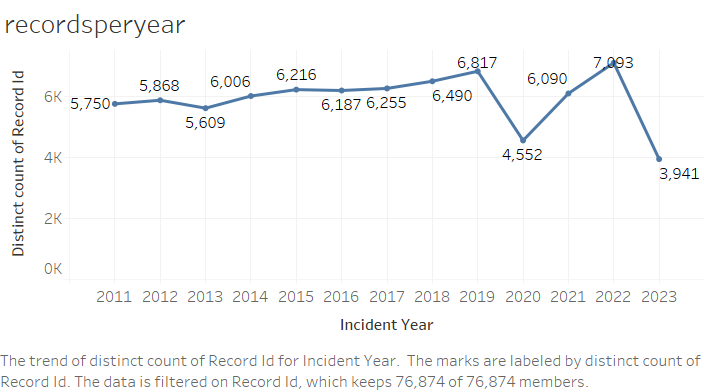 recordsperyear
Distinct count of Record Id
6K
4K
2K
0K
5,750
5,868
5,609
6,006
6,216
6,187
6,255
6,490
6,817
4,552
6,090
7,093
3,941
2011 2012 2013 2014 2015 2016 2017 2018 2019 2020 2021 2022 2023
Incident Year
The trend of distinct count of Record Id for Incident Year.  The marks are labeled by distinct count of
Record Id. The data is filtered on Record Id, which keeps 76,874 of 76,874 members.